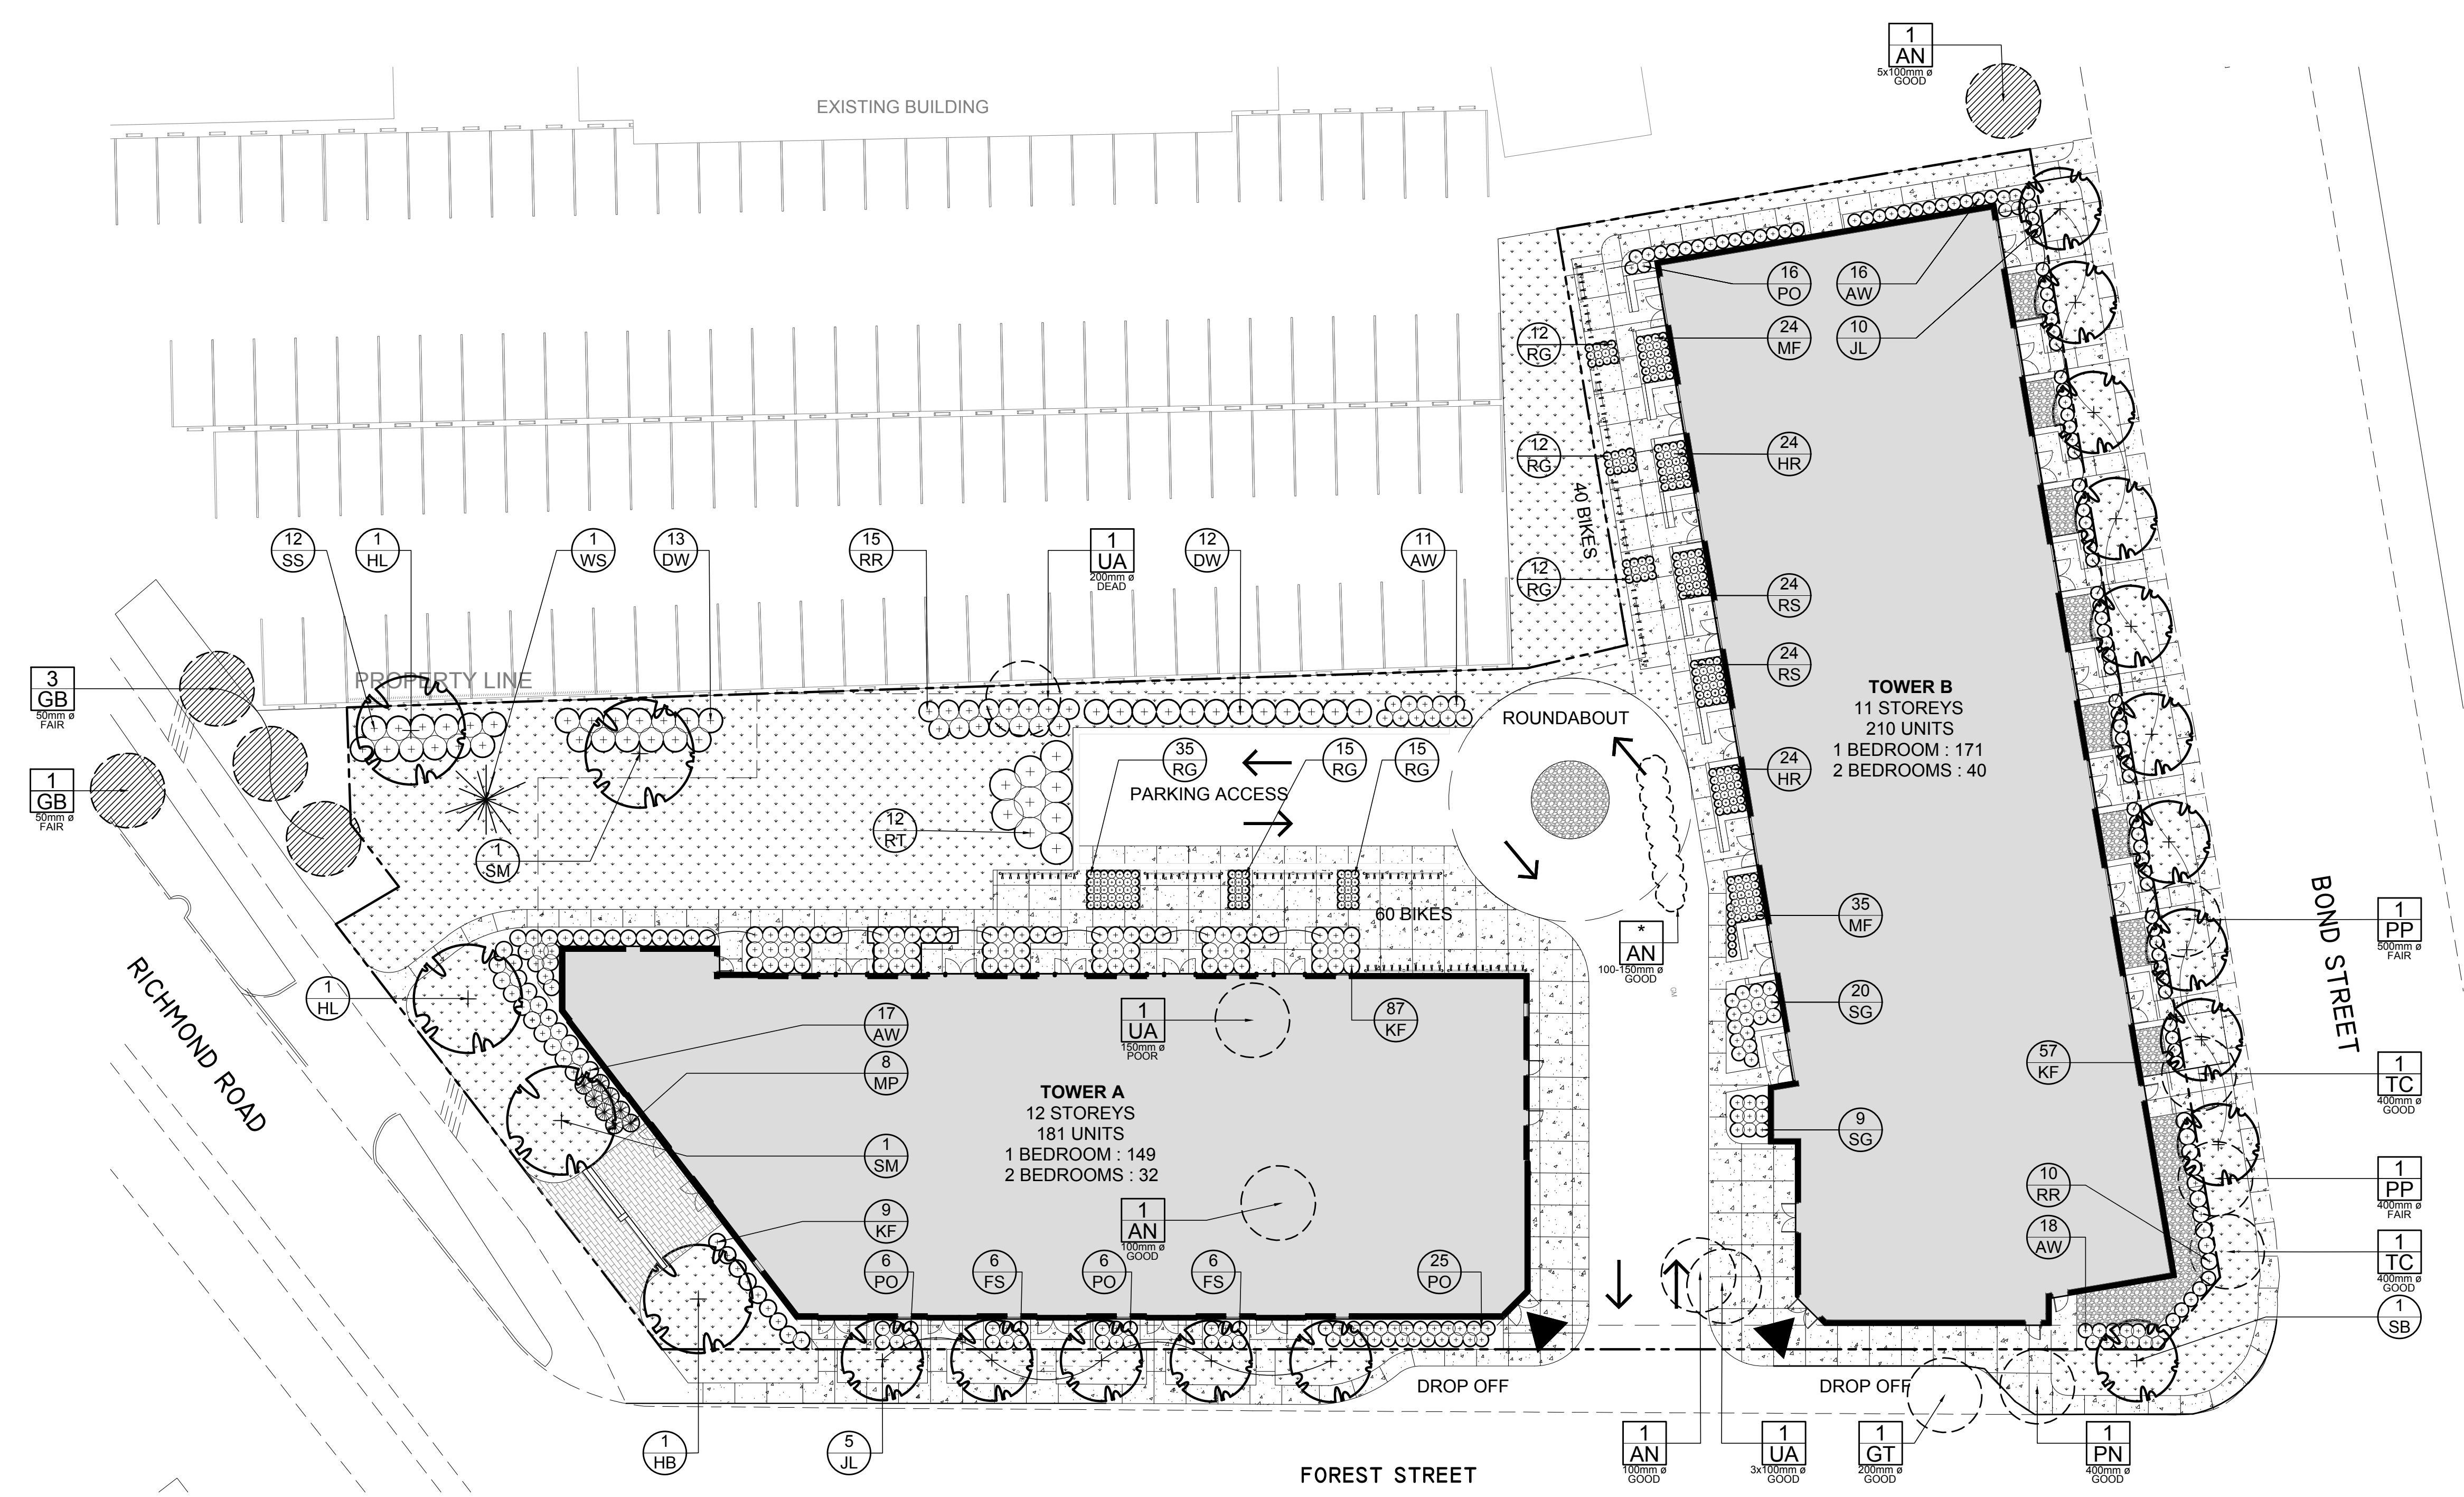 1
AN
5x100mm ø
GOOD
EXISTING BUILDING
16
PO
16
AW
24
MF
10
JL
12
RG
12
RG
24
HR
40 BIKES
12
SS
1
HL
1
WS
13
DW
15
RR
1
UA
200mm ø
DEAD
12
DW
11
AW
12
RG
24
RS
24
RS
3
GB
50mm ø
FAIR
PROPERTY LINE
TOWER B
11 STOREYS
210 UNITS
1 BEDROOM : 171
2 BEDROOMS : 40
ROUNDABOUT
35
RG
15
RG
15
RG
PARKING ACCESS
24
HR
1
GB
50mm ø
FAIR
12
RT
1
SM
60 BIKES
35
MF
*
AN
100-150mm ø
GOOD
GM
1
PP
500mm ø
FAIR
BOND STREET
RICHMOND ROAD
1
HL
17
AW
1
UA
150mm ø
POOR
87
KF
20
SG
57
KF
8
MP
1
TC
400mm ø
GOOD
TOWER A
12 STOREYS
181 UNITS
1 BEDROOM : 149
2 BEDROOMS : 32
9
SG
1
SM
10
RR
1
PP
400mm ø
FAIR
9
KF
1
AN
100mm ø
GOOD
18
AW
1
TC
400mm ø
GOOD
6
PO
6
FS
6
PO
6
FS
25
PO
1
SB
DROP OFF
DROP OFF
1
HB
5
JL
1
AN
100mm ø
GOOD
1
UA
3x100mm ø
GOOD
1
GT
200mm ø
GOOD
1
PN
400mm ø
GOOD
FOREST STREET